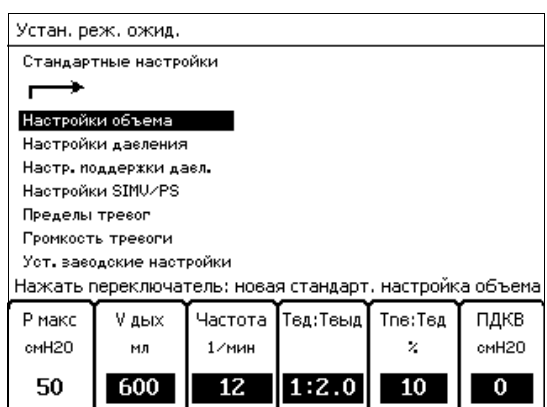 Устан. реж. ожид.
Стандартные настройки
Настройки объема
Настройки давления
Настр. поддержки давл.
Настройки SIMV/PS
Пределы тревог
Громкость тревоги
Уст. заводские настройки
Нажать переключатель: новая стандарт. настройка объема
P макс V дых Частота Твд:Твыд Тпв:Твд ПДКВ
смН2О мл 1/мин % смН2О
50 600 12 1:2.0 10 0